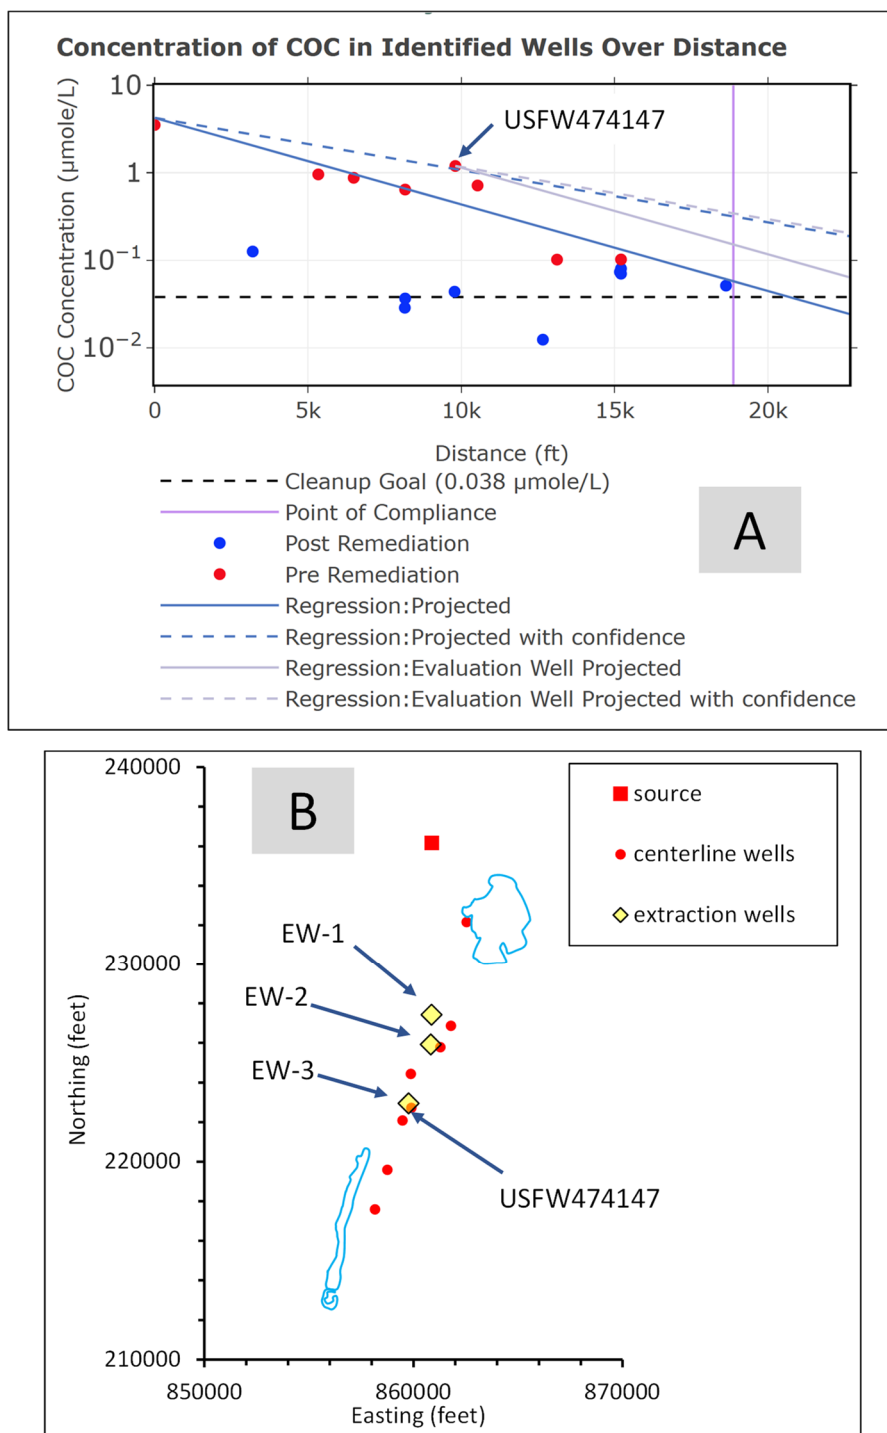 Concentration of COC in Identified Wells Over Distance
COC Concentration (μmole/L)
10
1
10⁻¹
10⁻²
USFW474147
0 5k 10k 15k 20k
Distance (ft)
Cleanup Goal (0.038 μmole/L)
Point of Compliance
Post Remediation
Pre Remediation
Regression:Projected
Regression:Projected with confidence
Regression:Evaluation Well Projected
Regression:Evaluation Well Projected with confidence
A
240000
230000
220000
210000
Northing (feet)
B
source
centerline wells
extraction wells
EW-1
EW-2
EW-3
USFW474147
850000 860000 870000
Easting (feet)